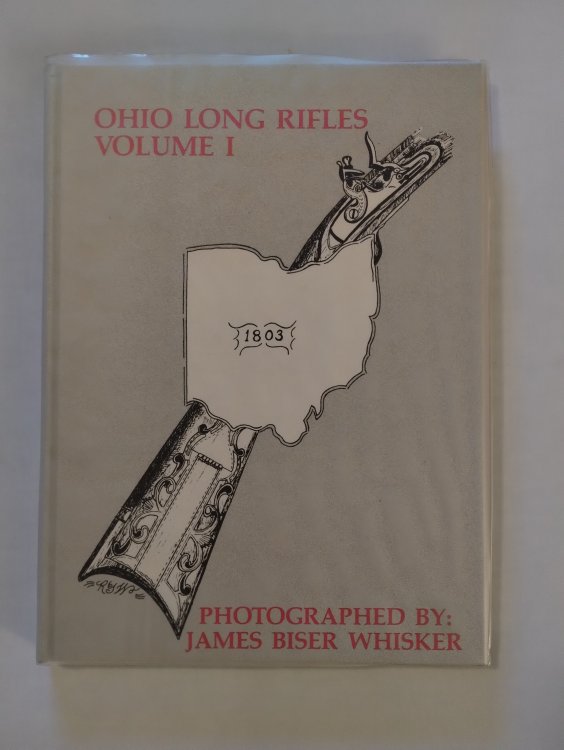 OHIO LONG RIFLES
VOLUME I
1803
PHOTOGRAPHED BY:
JAMES BISER WHISKER